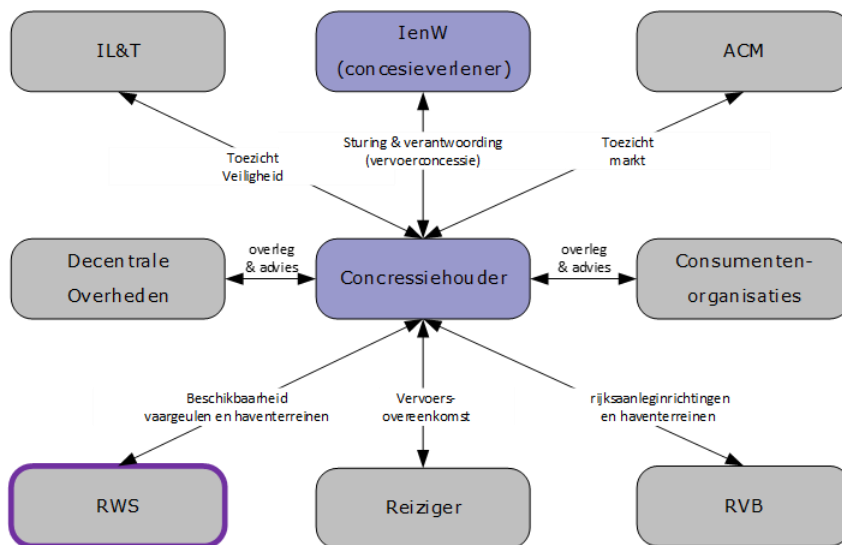 IL&T
IenW
(concesieverlener)
ACM
Toezicht
Veiligheid
Sturing & verantwoording
(vervoerconcessie)
Toezicht
markt
Decentrale
Overheden
overleg
& advies
Concressiehouder
overleg
& advies
Consumenten-
organisaties
Beschikbaarheid
vaargeulen en haventerreinen
Vervoers-
overeenkomst
rijksaanleginrichtingen
en haventerreinen
RWS
Reiziger
RVB